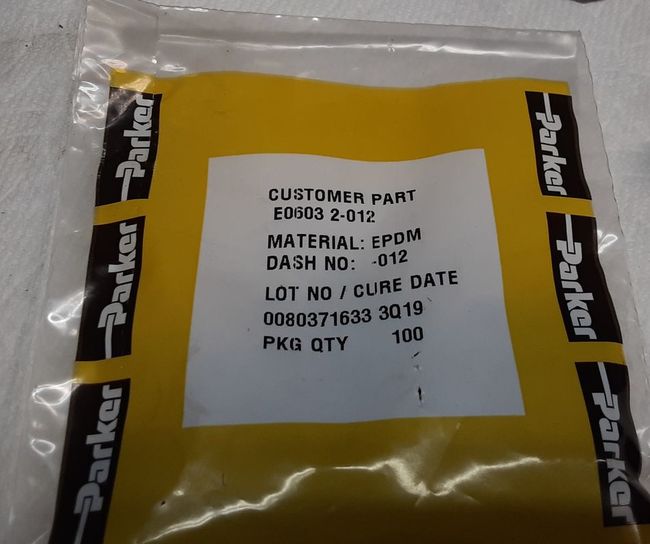 Parker
Parker
Parker
CUSTOMER PART
E0603 2-012
MATERIAL: EPDM
DASH NO: -012
LOT NO / CURE DATE
0080371633 3Q19
PKG QTY 100
Parker
Parker
Parker